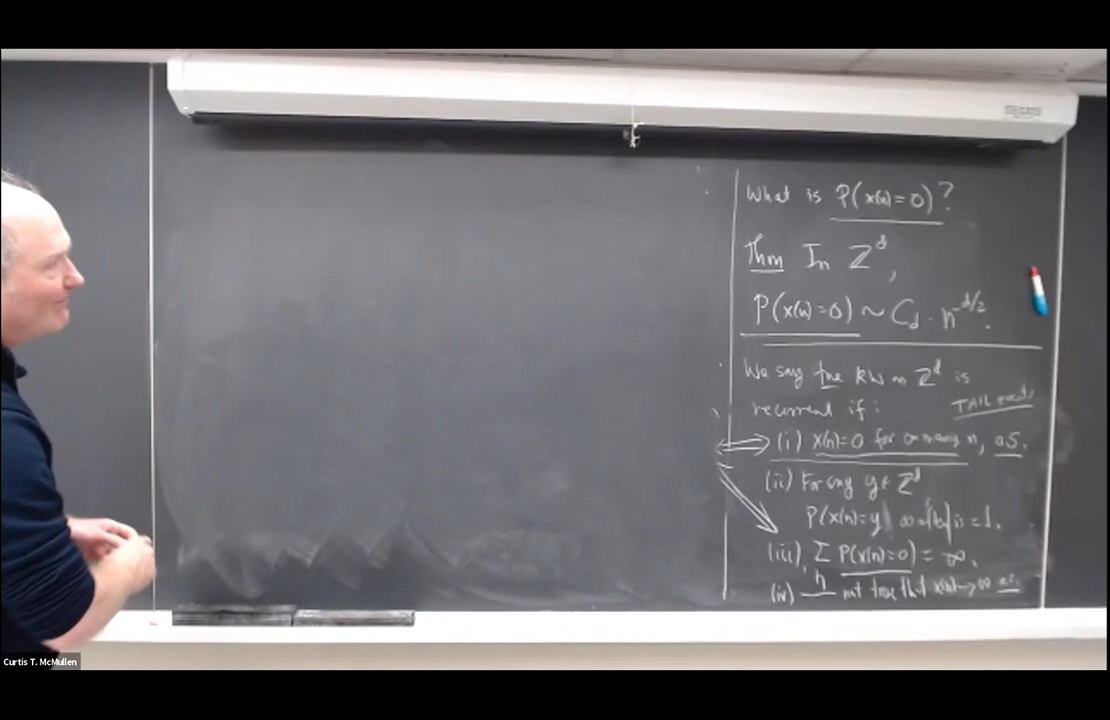 What is P(x(n)=0)?
Thm In ℤ^d,
P(x(n)=0) ~ C_d · n^{-d/2}.
We say the RW on ℤ^d is
recurrent if:
TAIL
(i) x(n)=0 for ∞ many n, a.s.
(ii) For any y ∈ ℤ^d
P(x(n)=y ∞ often) is = 1.
(iii) Σ_n P(x(n)=0) = ∞.
(iv) not true that x(n)→∞ a.s.
Curtis T. McMullen